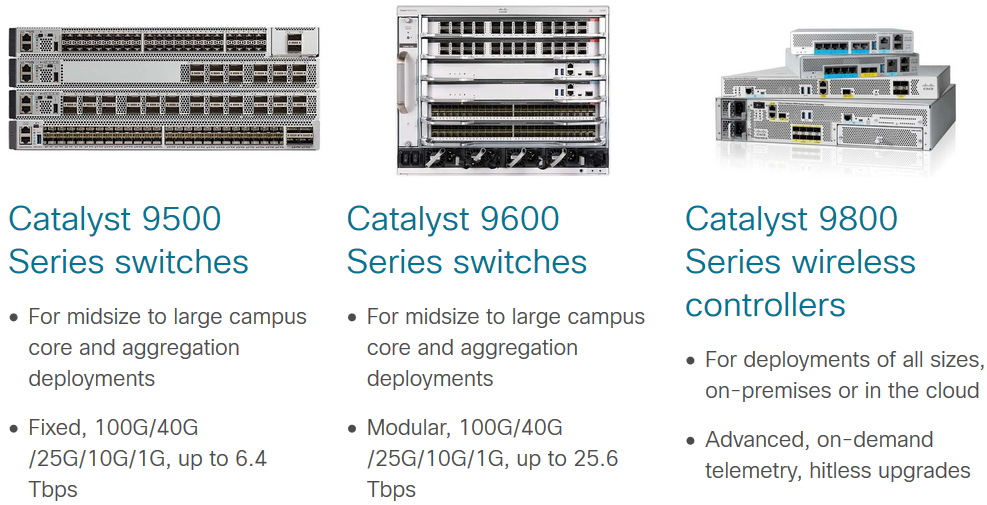 Catalyst 9500
Series switches
• For midsize to large campus
core and aggregation
deployments
• Fixed, 100G/40G
/25G/10G/1G, up to 6.4
Tbps
Catalyst 9600
Series switches
• For midsize to large campus
core and aggregation
deployments
• Modular, 100G/40G
/25G/10G/1G, up to 25.6
Tbps
Catalyst 9800
Series wireless
controllers
• For deployments of all sizes,
on-premises or in the cloud
• Advanced, on-demand
telemetry, hitless upgrades